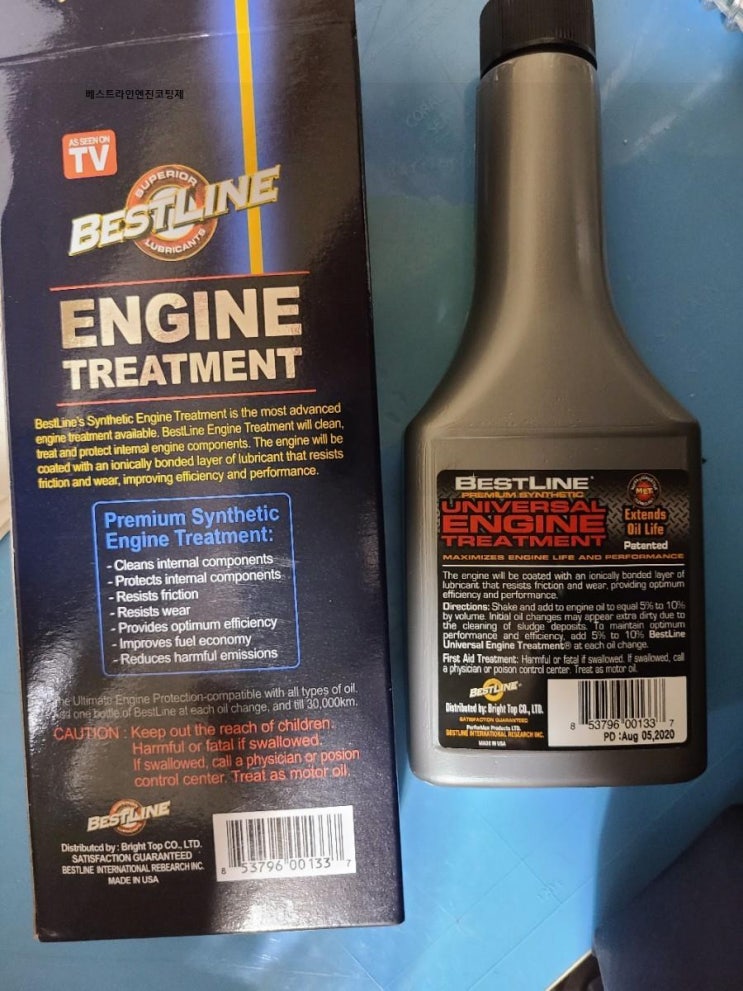 베스트라인엔진코팅제
AS SEEN ON
TV
SUPERIOR
BESTLINE
LUBRICANTS
ENGINE
TREATMENT
BestLine's Synthetic Engine Treatment is the most advanced
engine treatment available. BestLine Engine Treatment will clean,
treat and protect internal engine components. The engine will be
coated with an ionically bonded layer of lubricant that resists
friction and wear, improving efficiency and performance.
Premium Synthetic
Engine Treatment:
- Cleans internal components
- Protects internal components
- Resists friction
- Resists wear
- Provides optimum efficiency
- Improves fuel economy
- Reduces harmful emissions
The Ultimate Engine Protection-compatible with all types of oil.
Add one bottle of BestLine at each oil change, and till 30,000km.
CAUTION : Keep out the reach of children.
Harmful or fatal if swallowed.
If swallowed, call a physician or posion
control center. Treat as motor oil.
BESTLINE
Distributed by : Bright Top CO., LTD.
SATISFACTION GUARANTEED
BESTLINE INTERNATIONAL REBEARCH INC.
MADE IN USA
8 53796 00133 7
BESTLINE®
PREMIUM SYNTHETIC
UNIVERSAL
ENGINE
TREATMENT
MET
Extends
Oil Life
Patented
MAXIMIZES ENGINE LIFE AND PERFORMANCE
The engine will be coated with an ionically bonded layer of
lubricant that resists friction and wear, providing optimum
efficiency and performance.
Directions: Shake and add to engine oil to equal 5% to 10%
by volume. Initial oil changes may appear extra dirty due to
the cleaning of sludge deposits. To maintain optimum
performance and efficiency, add 5% to 10% BestLine
Universal Engine Treatment® at each oil change.
First Aid Treatment: Harmful or fatal if swallowed. If swallowed, call
a physician or poison control center. Treat as motor oil.
BESTLINE
Distributed by: Bright Top CO., LTD.
SATISFACTION GUARANTEED
PerforMax Products LTD.
BESTLINE INTERNATIONAL RESEARCH INC.
MADE IN USA
8 53796 00133 7
PD :Aug 05,2020